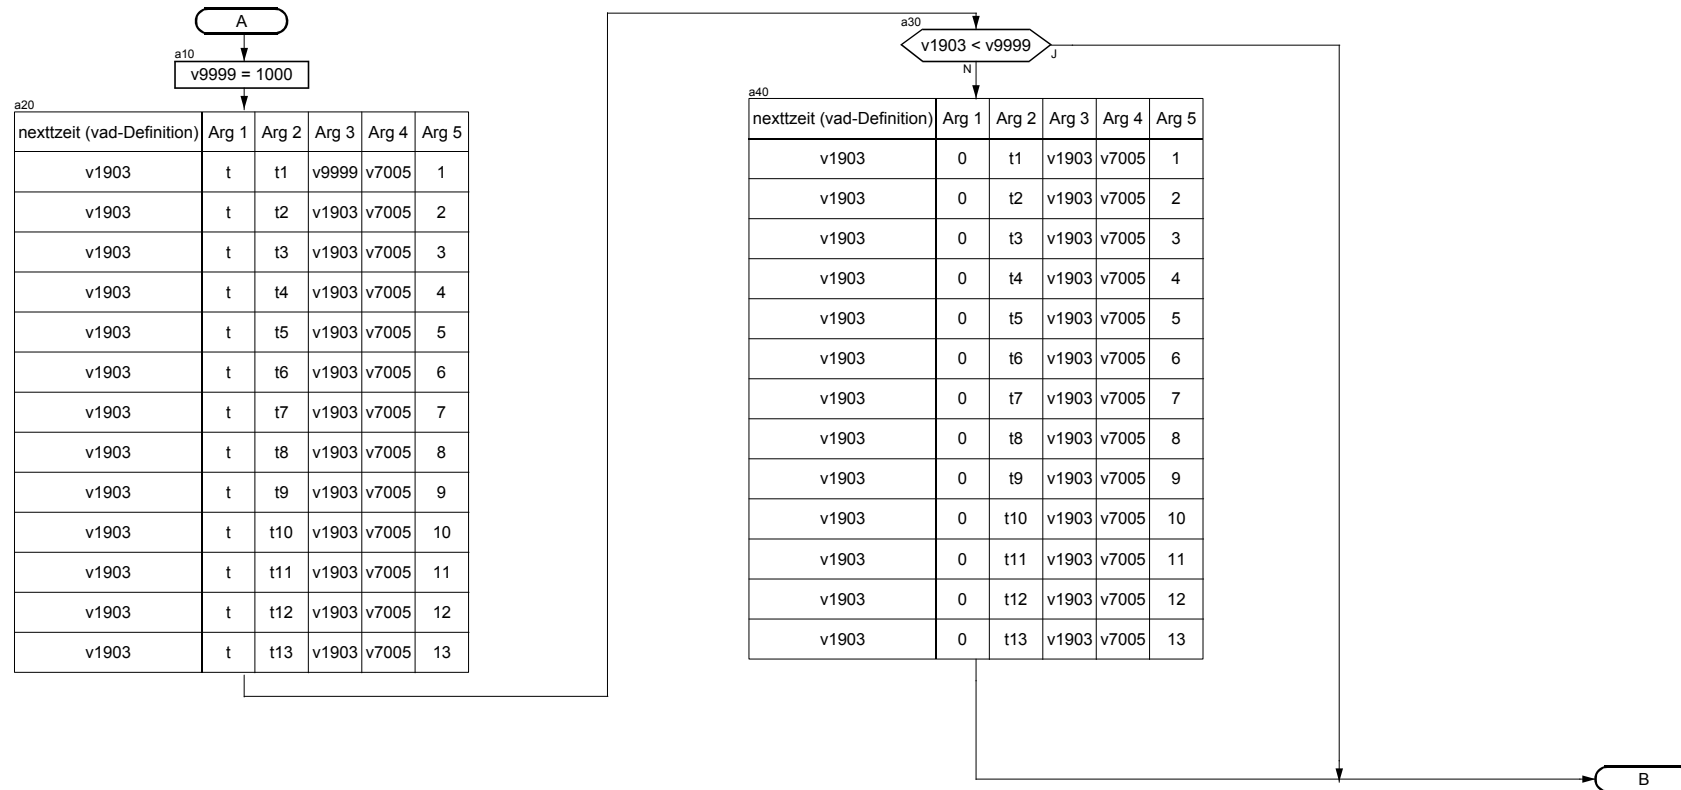 A
a10
v9999 = 1000
a20
nexttzeit (vad-Definition) Arg 1 Arg 2 Arg 3 Arg 4 Arg 5
v1903 t t1 v9999 v7005 1
v1903 t t2 v1903 v7005 2
v1903 t t3 v1903 v7005 3
v1903 t t4 v1903 v7005 4
v1903 t t5 v1903 v7005 5
v1903 t t6 v1903 v7005 6
v1903 t t7 v1903 v7005 7
v1903 t t8 v1903 v7005 8
v1903 t t9 v1903 v7005 9
v1903 t t10 v1903 v7005 10
v1903 t t11 v1903 v7005 11
v1903 t t12 v1903 v7005 12
v1903 t t13 v1903 v7005 13
a30
v1903 < v9999
J
N
a40
nexttzeit (vad-Definition) Arg 1 Arg 2 Arg 3 Arg 4 Arg 5
v1903 0 t1 v1903 v7005 1
v1903 0 t2 v1903 v7005 2
v1903 0 t3 v1903 v7005 3
v1903 0 t4 v1903 v7005 4
v1903 0 t5 v1903 v7005 5
v1903 0 t6 v1903 v7005 6
v1903 0 t7 v1903 v7005 7
v1903 0 t8 v1903 v7005 8
v1903 0 t9 v1903 v7005 9
v1903 0 t10 v1903 v7005 10
v1903 0 t11 v1903 v7005 11
v1903 0 t12 v1903 v7005 12
v1903 0 t13 v1903 v7005 13
B